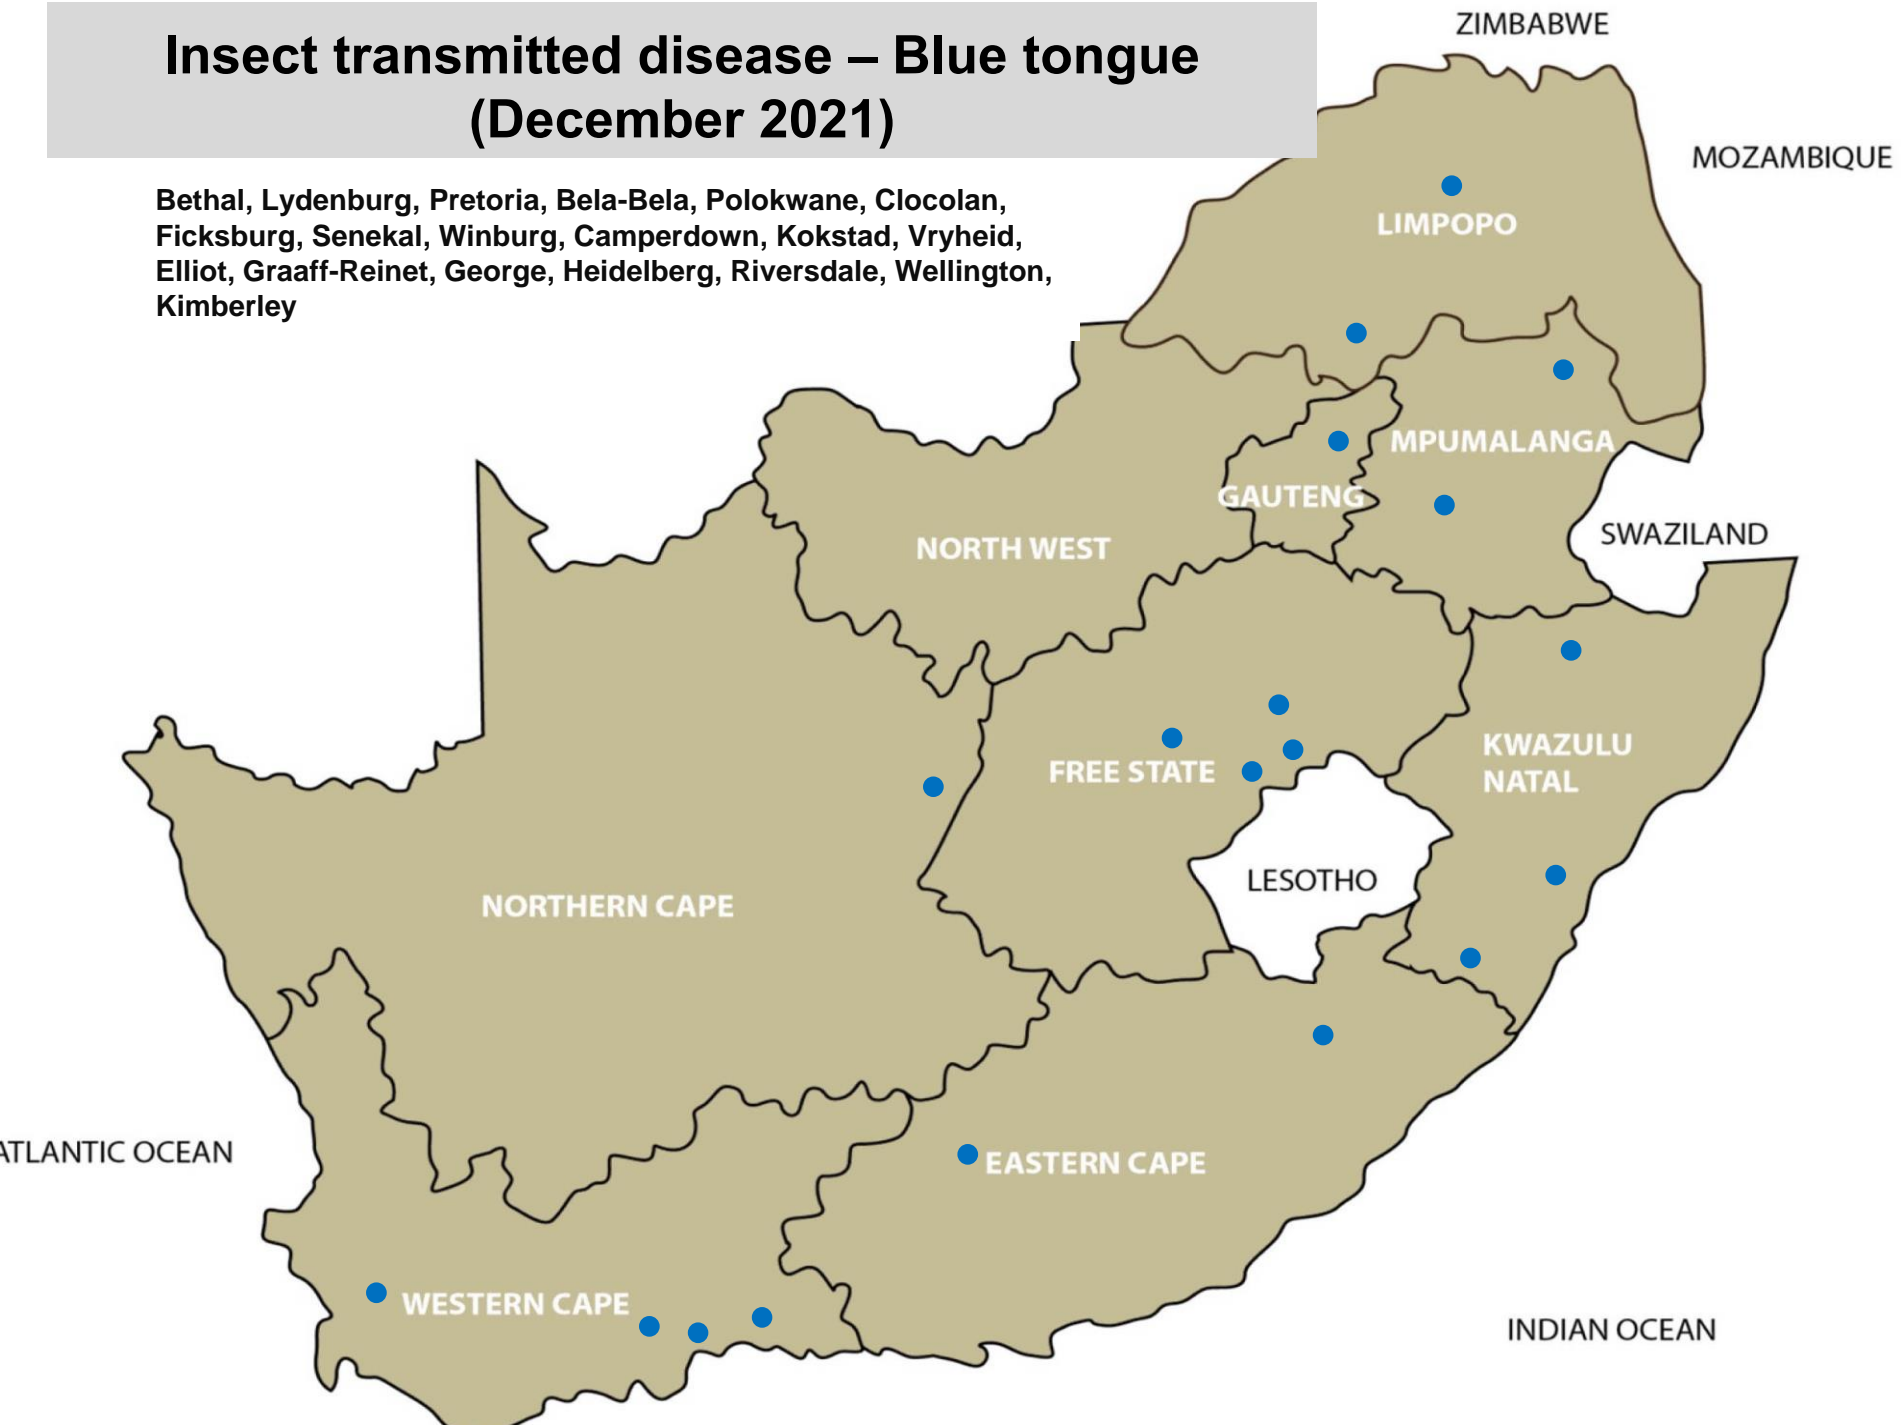 Insect transmitted disease – Blue tongue
(December 2021)
Bethal, Lydenburg, Pretoria, Bela-Bela, Polokwane, Clocolan,
Ficksburg, Senekal, Winburg, Camperdown, Kokstad, Vryheid,
Elliot, Graaff-Reinet, George, Heidelberg, Riversdale, Wellington,
Kimberley
ZIMBABWE
MOZAMBIQUE
LIMPOPO
MPUMALANGA
GAUTENG
SWAZILAND
NORTH WEST
KWAZULU
NATAL
FREE STATE
LESOTHO
NORTHERN CAPE
ATLANTIC OCEAN
EASTERN CAPE
WESTERN CAPE
INDIAN OCEAN